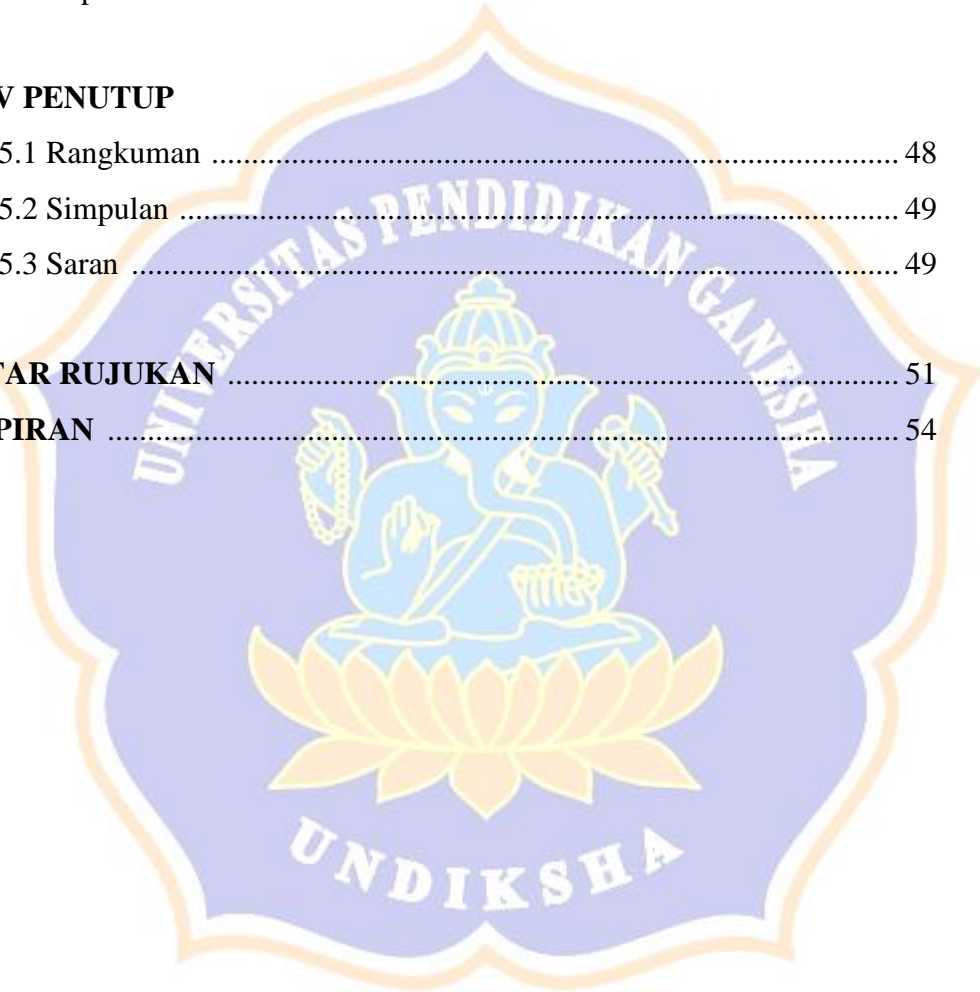 V PENUTUP
5.1 Rangkuman ........................................................................................ 48
5.2 Simpulan ............................................................................................ 49
5.3 Saran .................................................................................................. 49
TAR RUJUKAN ...................................................................................... 51
PIRAN ..................................................................................................... 54
UNIVERSITAS PENDIDIKAN GANESHA
UNDIKSHA